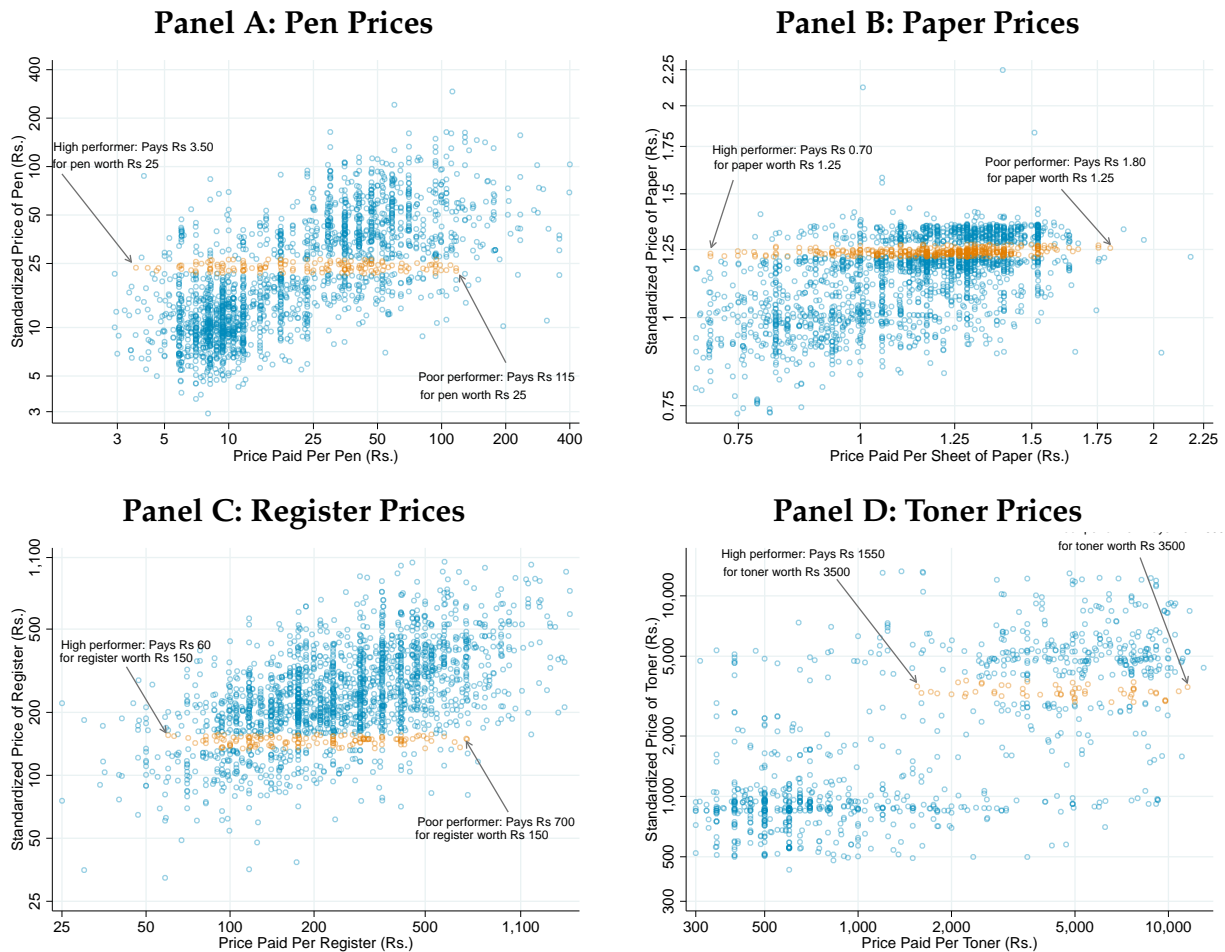 Panel A: Pen Prices
Standardized Price of Pen (Rs.)
400
200
100
50
25
10
5
3
High performer: Pays Rs 3.50
for pen worth Rs 25
Poor performer: Pays Rs 115
for pen worth Rs 25
3 5 10 25 50 100 200 400
Price Paid Per Pen (Rs.)
Panel B: Paper Prices
Standardized Price of Paper (Rs.)
2.25
2
1.75
1.5
1.25
1
0.75
High performer: Pays Rs 0.70
for paper worth Rs 1.25
Poor performer: Pays Rs 1.80
for paper worth Rs 1.25
0.75 1 1.25 1.5 1.75 2 2.25
Price Paid Per Sheet of Paper (Rs.)
Panel C: Register Prices
Standardized Price of Register (Rs.)
1,100
500
200
100
50
25
High performer: Pays Rs 60
for register worth Rs 150
Poor performer: Pays Rs 700
for register worth Rs 150
25 50 100 200 500 1,100
Price Paid Per Register (Rs.)
Panel D: Toner Prices
Standardized Price of Toner (Rs.)
10,000
5,000
2,000
1,000
500
300
High performer: Pays Rs 1550
for toner worth Rs 3500
for toner worth Rs 3500
300 500 1,000 2,000 5,000 10,000
Price Paid Per Toner (Rs.)